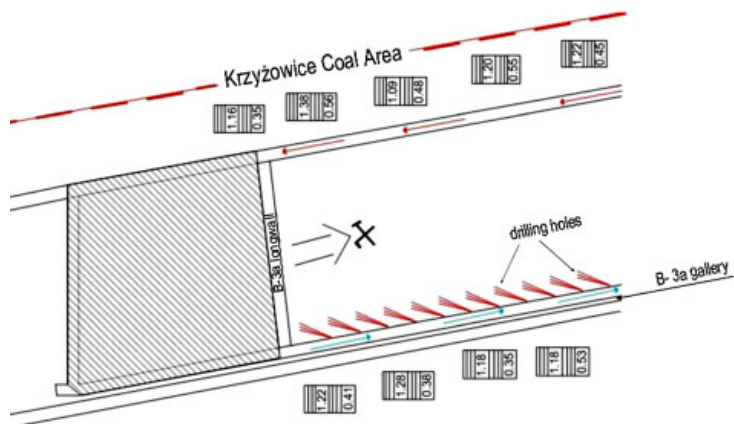 Krzyżowice Coal Area
1.16 0.35
1.38 0.56
1.09 0.48
1.20 0.55
1.22 0.45
B-3a longwall
drilling holes
B- 3a gallery
1.22 0.41
1.28 0.38
1.18 0.35
1.18 0.53